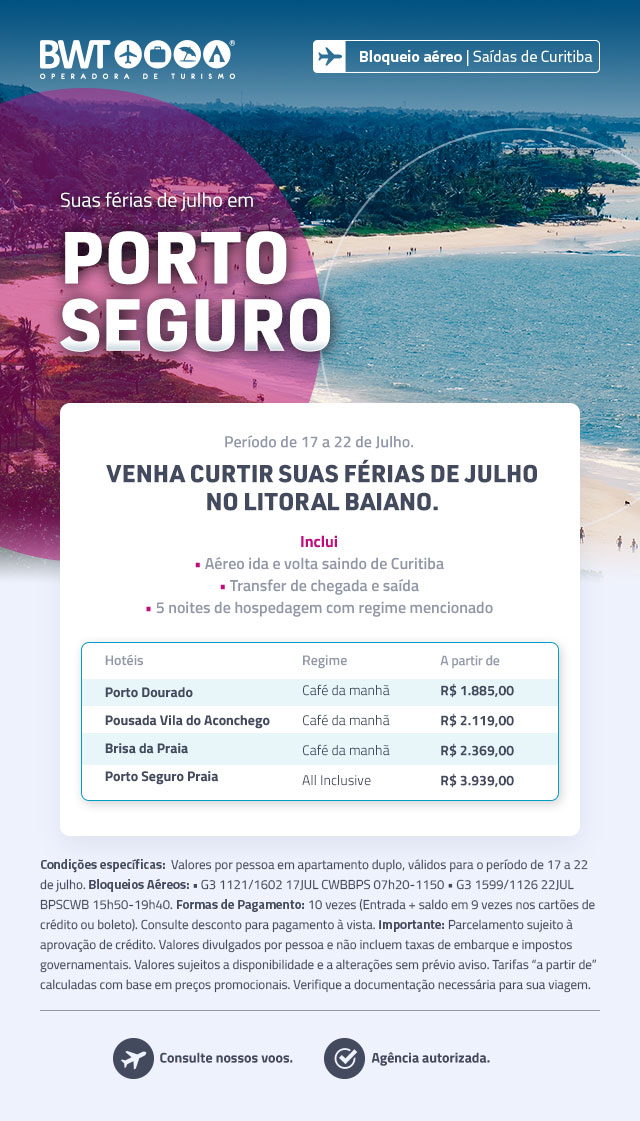 BWT
OPERADORA DE TURISMO
Bloqueio aéreo | Saídas de Curitiba
Suas férias de julho em
PORTO
SEGURO
Período de 17 a 22 de Julho.
VENHA CURTIR SUAS FÉRIAS DE JULHO
NO LITORAL BAIANO.
Inclui
▪ Aéreo ida e volta saindo de Curitiba
▪ Transfer de chegada e saída
▪ 5 noites de hospedagem com regime mencionado
Hotéis Regime A partir de
Porto Dourado Café da manhã R$ 1.885,00
Pousada Vila do Aconchego Café da manhã R$ 2.119,00
Brisa da Praia Café da manhã R$ 2.369,00
Porto Seguro Praia All Inclusive R$ 3.939,00
Condições específicas: Valores por pessoa em apartamento duplo, válidos para o período de 17 a 22
de julho. Bloqueios Aéreos: • G3 1121/1602 17JUL CWBBPS 07h20-1150 • G3 1599/1126 22JUL
BPSCWB 15h50-19h40. Formas de Pagamento: 10 vezes (Entrada + saldo em 9 vezes nos cartões de
crédito ou boleto). Consulte desconto para pagamento à vista. Importante: Parcelamento sujeito à
aprovação de crédito. Valores divulgados por pessoa e não incluem taxas de embarque e impostos
governamentais. Valores sujeitos a disponibilidade e a alterações sem prévio aviso. Tarifas “a partir de”
calculadas com base em preços promocionais. Verifique a documentação necessária para sua viagem.
Consulte nossos voos. Agência autorizada.